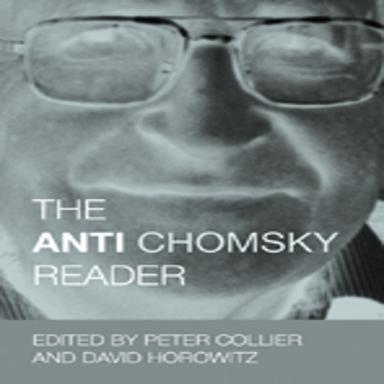 THE
ANTI CHOMSKY
READER
EDITED BY PETER COLLIER
AND DAVID HOROWITZ